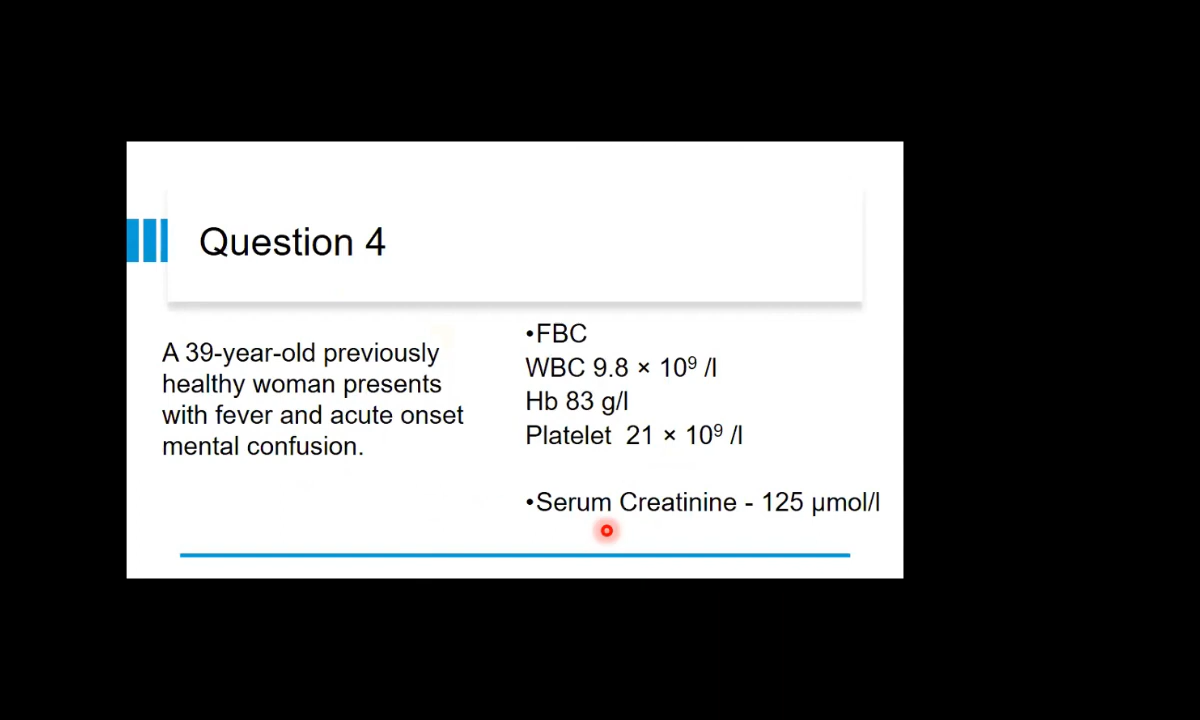 Question 4
A 39-year-old previously
healthy woman presents
with fever and acute onset
mental confusion.
•FBC
WBC 9.8 × 10⁹ /l
Hb 83 g/l
Platelet  21 × 10⁹ /l
•Serum Creatinine - 125 μmol/l